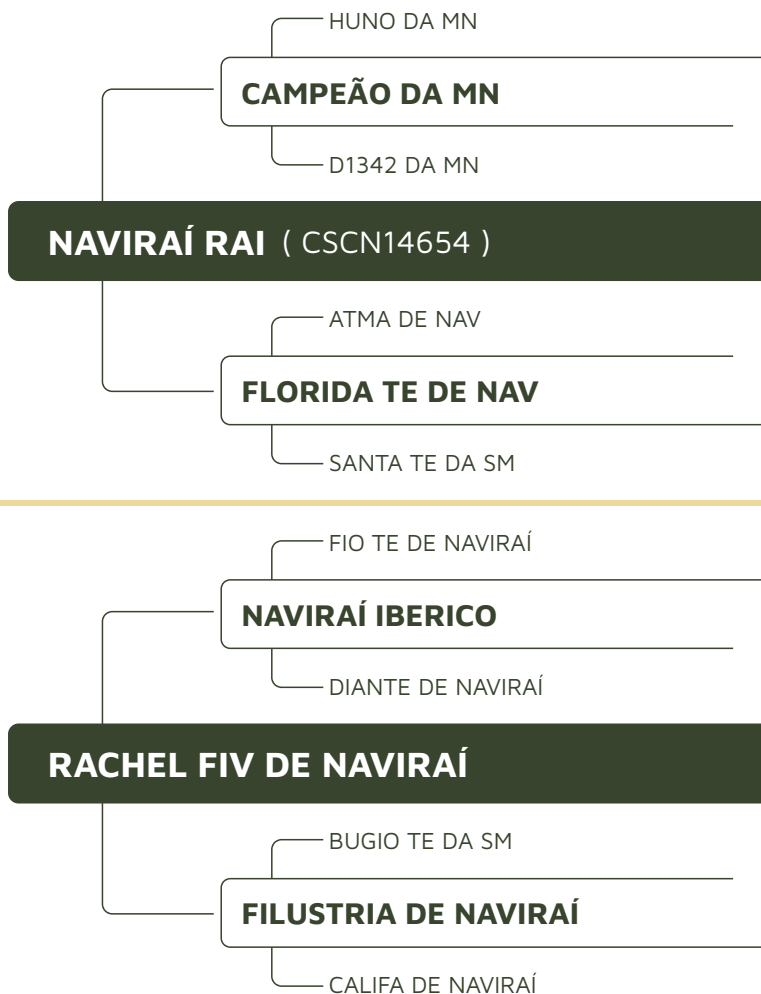 HUNO DA MN
CAMPEÃO DA MN
D1342 DA MN
NAVIRAÍ RAI ( CSCN14654 )
ATMA DE NAV
FLORIDA TE DE NAV
SANTA TE DA SM
FIO TE DE NAVIRAÍ
NAVIRAÍ IBERICO
DIANTE DE NAVIRAÍ
RACHEL FIV DE NAVIRAÍ
BUGIO TE DA SM
FILUSTRIA DE NAVIRAÍ
CALIFA DE NAVIRAÍ